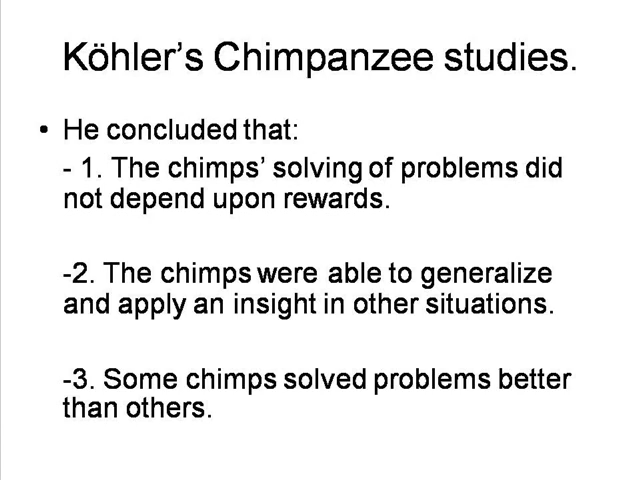 Köhler's Chimpanzee studies.
• He concluded that:
- 1. The chimps' solving of problems did
not depend upon rewards.
-2. The chimps were able to generalize
and apply an insight in other situations.
-3. Some chimps solved problems better
than others.